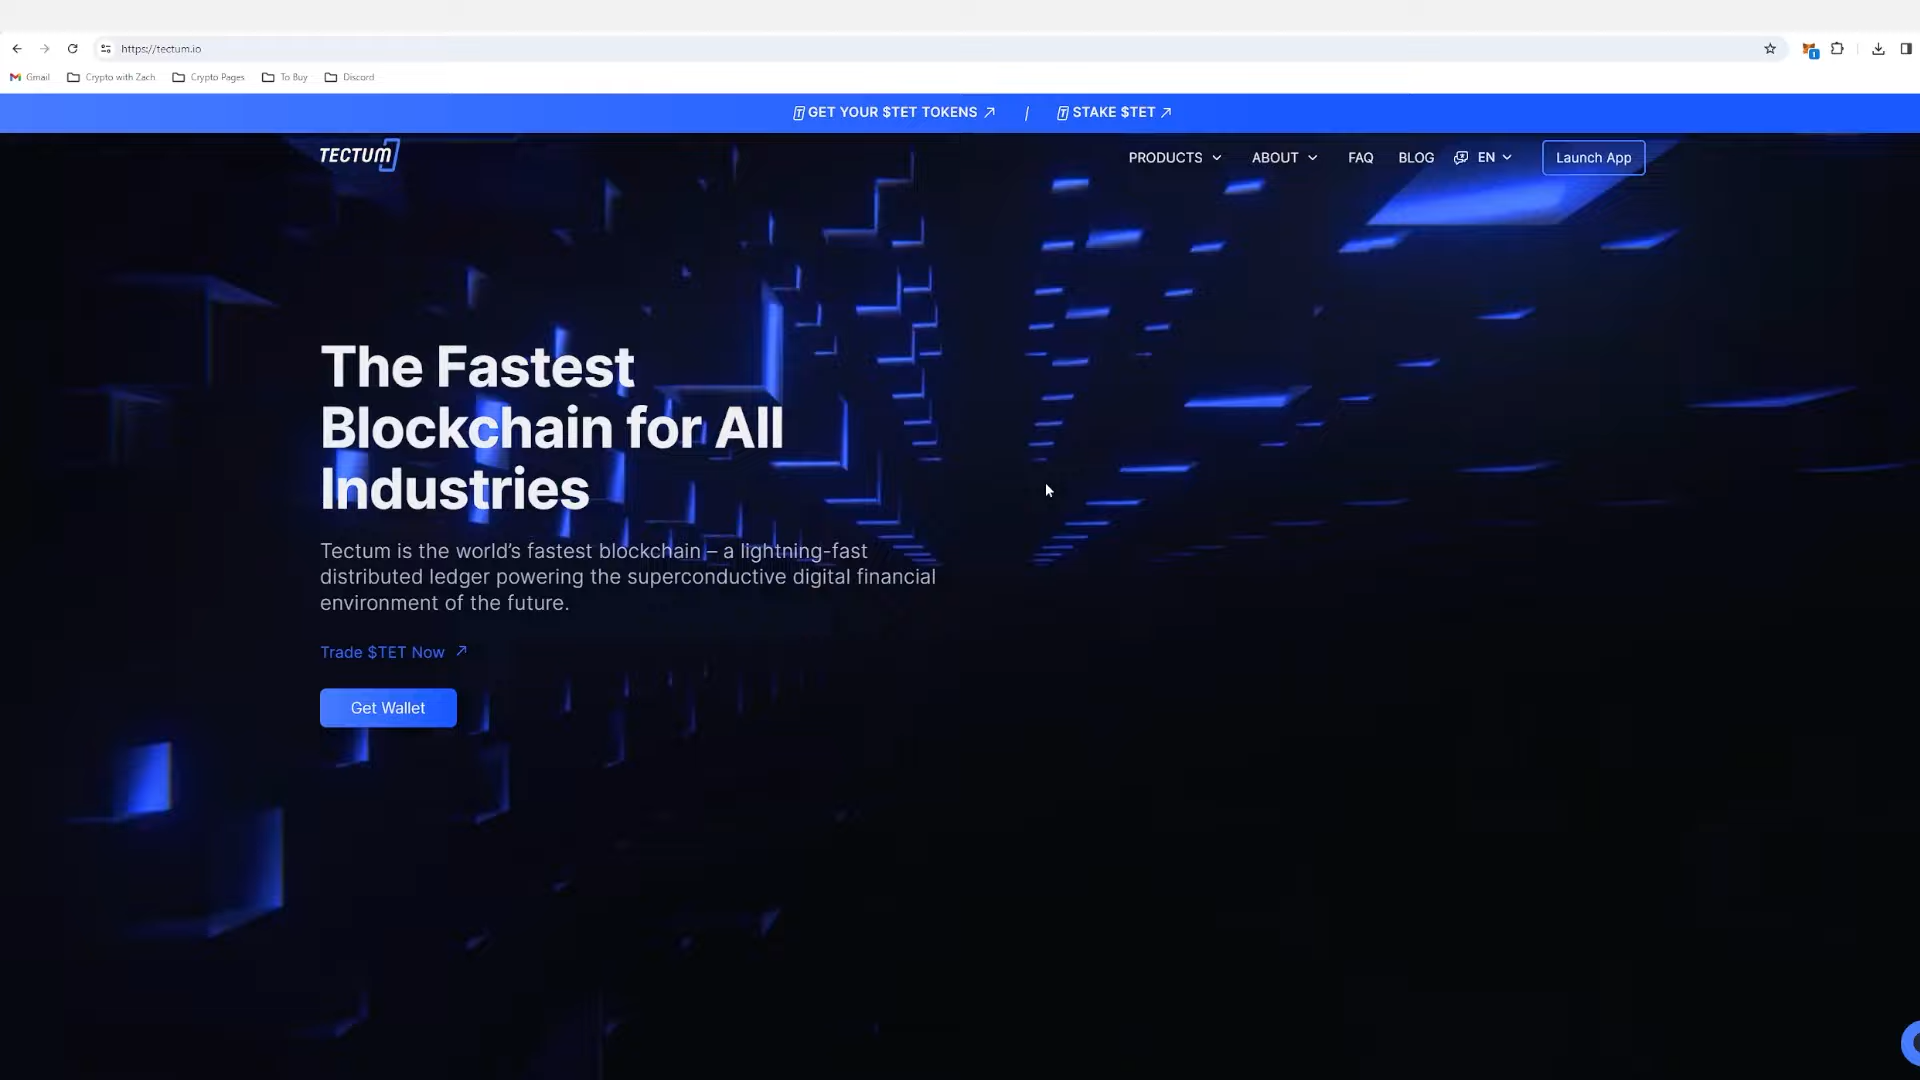 https://tectum.io
Gmail Crypto with Zach Crypto Pages To Buy Discord
GET YOUR $TET TOKENS | STAKE $TET
TECTUM PRODUCTS ABOUT FAQ BLOG EN Launch App
The Fastest
Blockchain for All
Industries
Tectum is the world’s fastest blockchain – a lightning-fast
distributed ledger powering the superconductive digital financial
environment of the future.
Trade $TET Now
Get Wallet